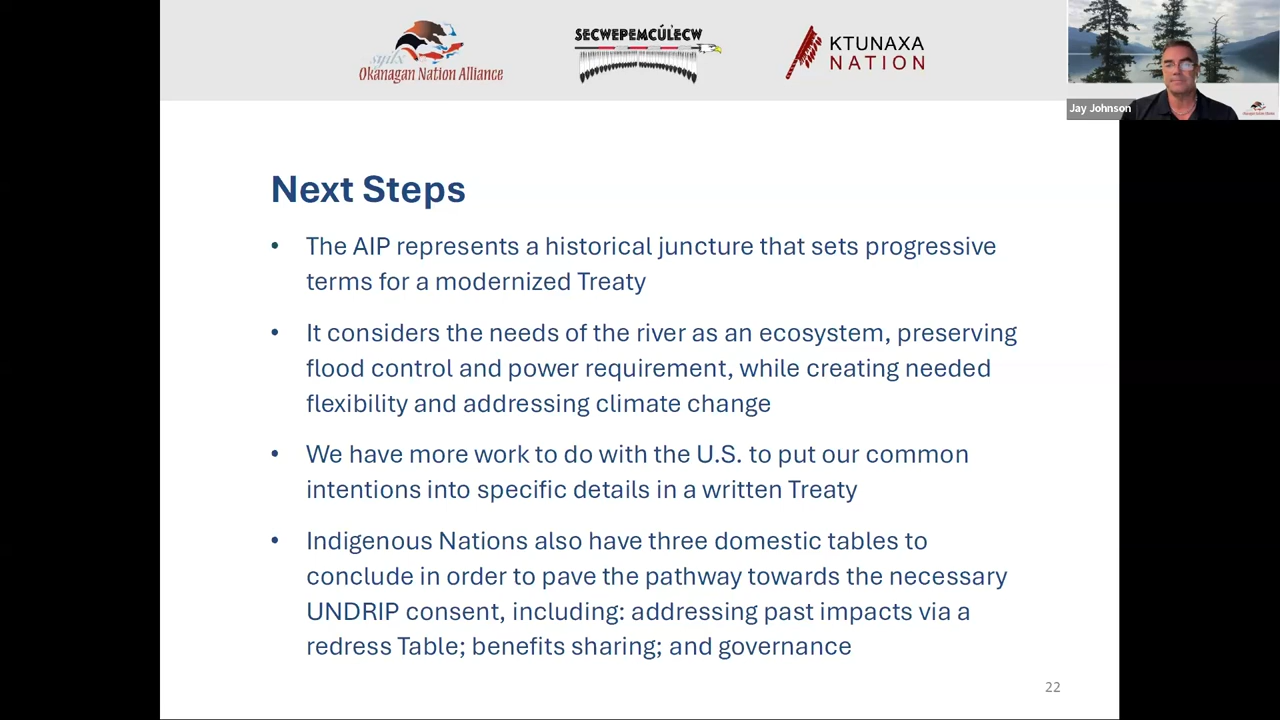 SECWEPEMCÚLECW
KTUNAXA
NATION
syilx
Okanagan Nation Alliance
Jay Johnson
Next Steps
• The AIP represents a historical juncture that sets progressive
terms for a modernized Treaty
• It considers the needs of the river as an ecosystem, preserving
flood control and power requirement, while creating needed
flexibility and addressing climate change
• We have more work to do with the U.S. to put our common
intentions into specific details in a written Treaty
• Indigenous Nations also have three domestic tables to
conclude in order to pave the pathway towards the necessary
UNDRIP consent, including: addressing past impacts via a
redress Table; benefits sharing; and governance
22